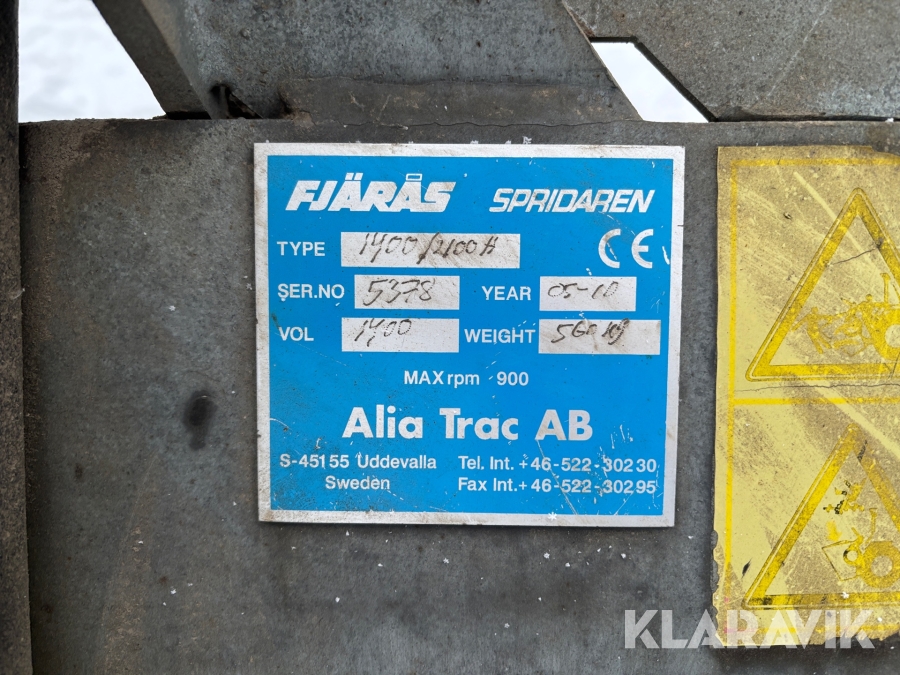 FJÄRÅS SPRIDAREN
TYPE 1400/2100H CE
SER.NO 5378 YEAR 05-10
VOL 1400 WEIGHT 560 kg
MAX rpm 900
Alia Trac AB
S-451 55 Uddevalla Tel. Int. +46-522-302 30
Sweden Fax Int. +46-522-302 95
KLARAVIK